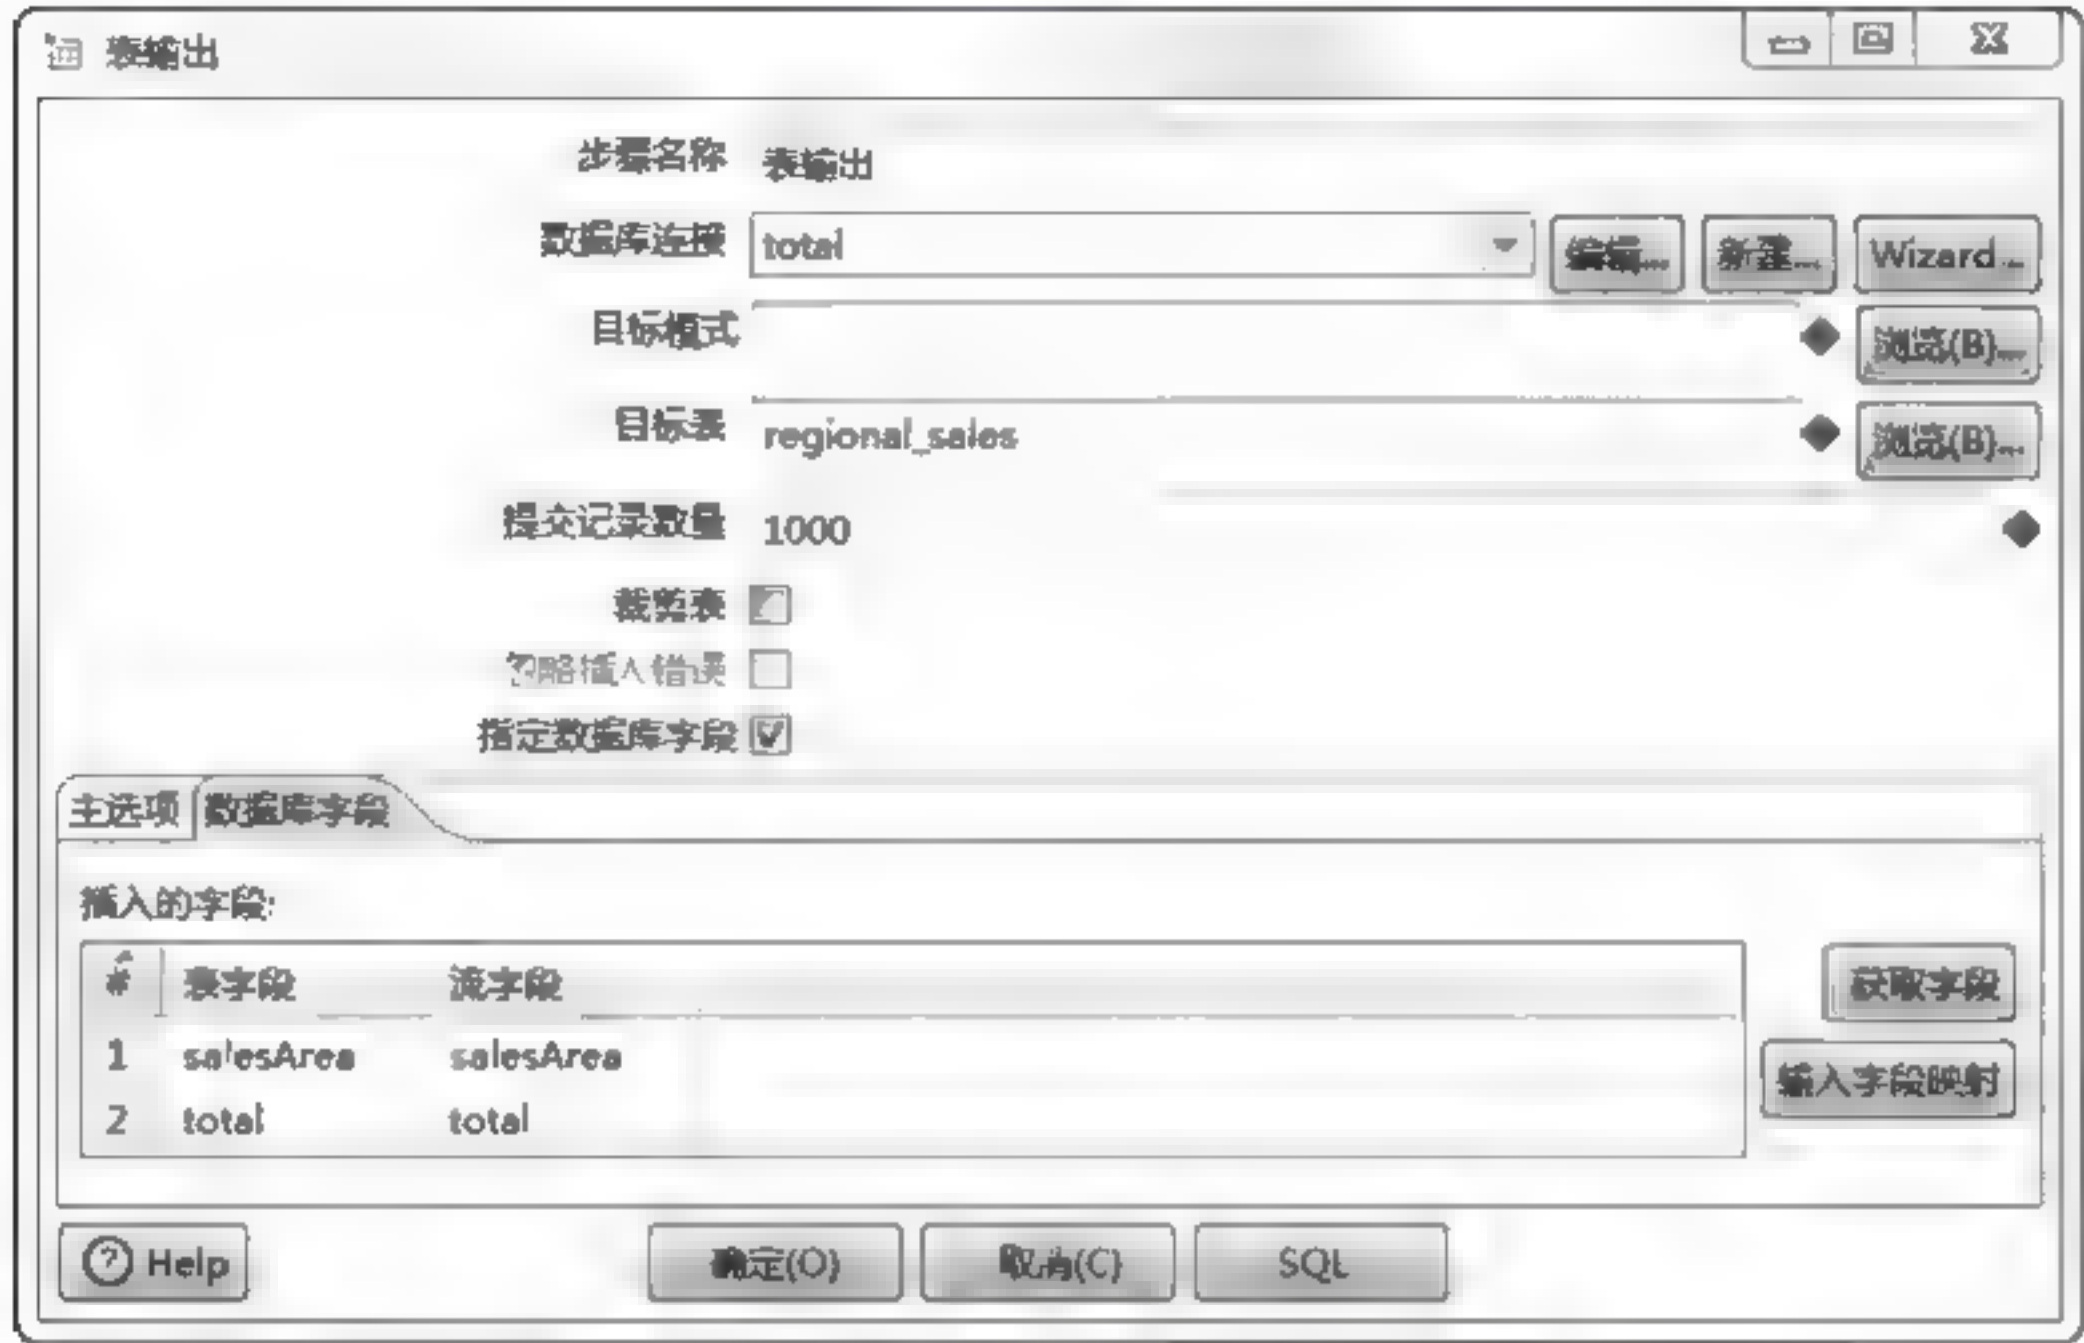 表输出
步骤名称 表输出
数据库连接 total 编辑... 新建... Wizard...
目标模式 浏览(B)...
目标表 regional_sales 浏览(B)...
提交记录数量 1000
裁剪表
忽略插入错误
指定数据库字段
主选项 数据库字段
插入的字段:
# 表字段 流字段 获取字段
1 salesArea salesArea
输入字段映射
2 total total
Help 确定(O) 取消(C) SQL